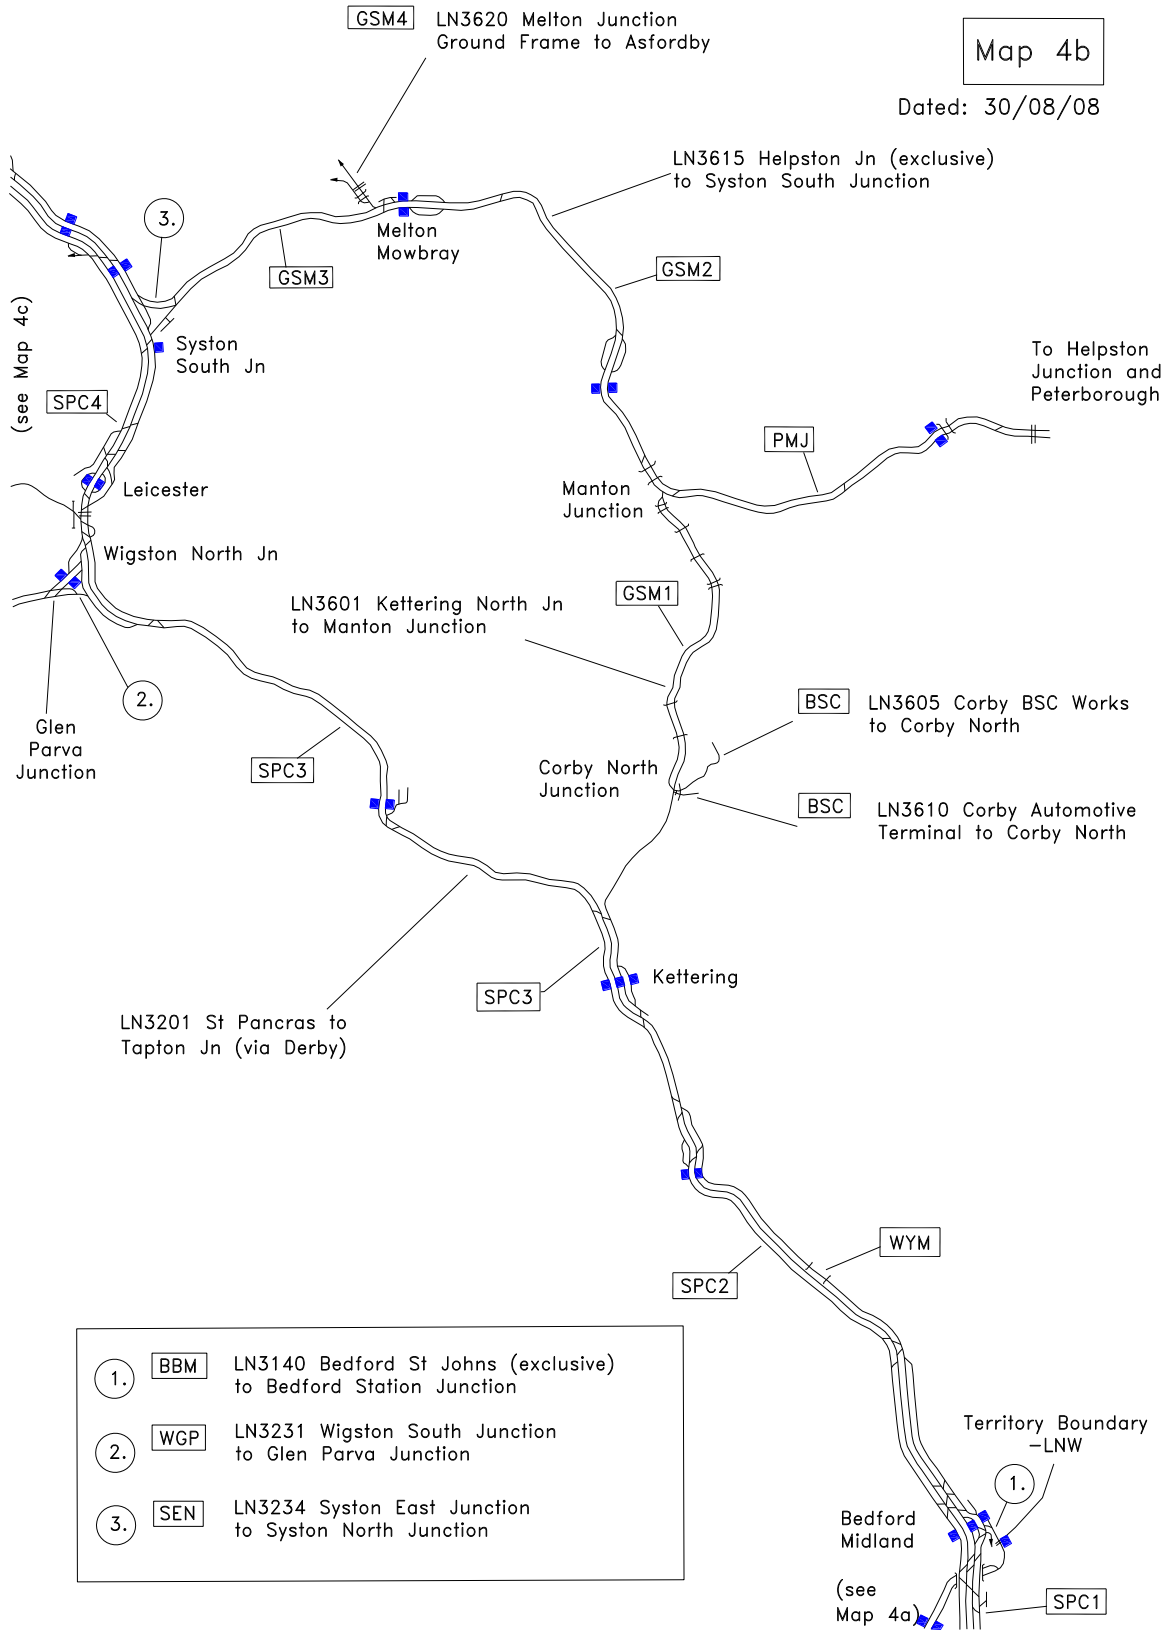 GSM4
LN3620 Melton Junction
Ground Frame to Asfordby
Map 4b
Dated: 30/08/08
LN3615 Helpston Jn (exclusive)
to Syston South Junction
3.
Melton
Mowbray
GSM3
GSM2
(see Map 4c)
Syston
South Jn
To Helpston
Junction and
Peterborough
SPC4
PMJ
Leicester
Manton
Junction
Wigston North Jn
GSM1
LN3601 Kettering North Jn
to Manton Junction
2.
Glen
Parva
Junction
BSC
LN3605 Corby BSC Works
to Corby North
SPC3
Corby North
Junction
BSC
LN3610 Corby Automotive
Terminal to Corby North
Kettering
SPC3
LN3201 St Pancras to
Tapton Jn (via Derby)
WYM
SPC2
1.
BBM
LN3140 Bedford St Johns (exclusive)
to Bedford Station Junction
2.
WGP
LN3231 Wigston South Junction
to Glen Parva Junction
3.
SEN
LN3234 Syston East Junction
to Syston North Junction
Territory Boundary
-LNW
1.
Bedford
Midland
(see
Map 4a)
SPC1